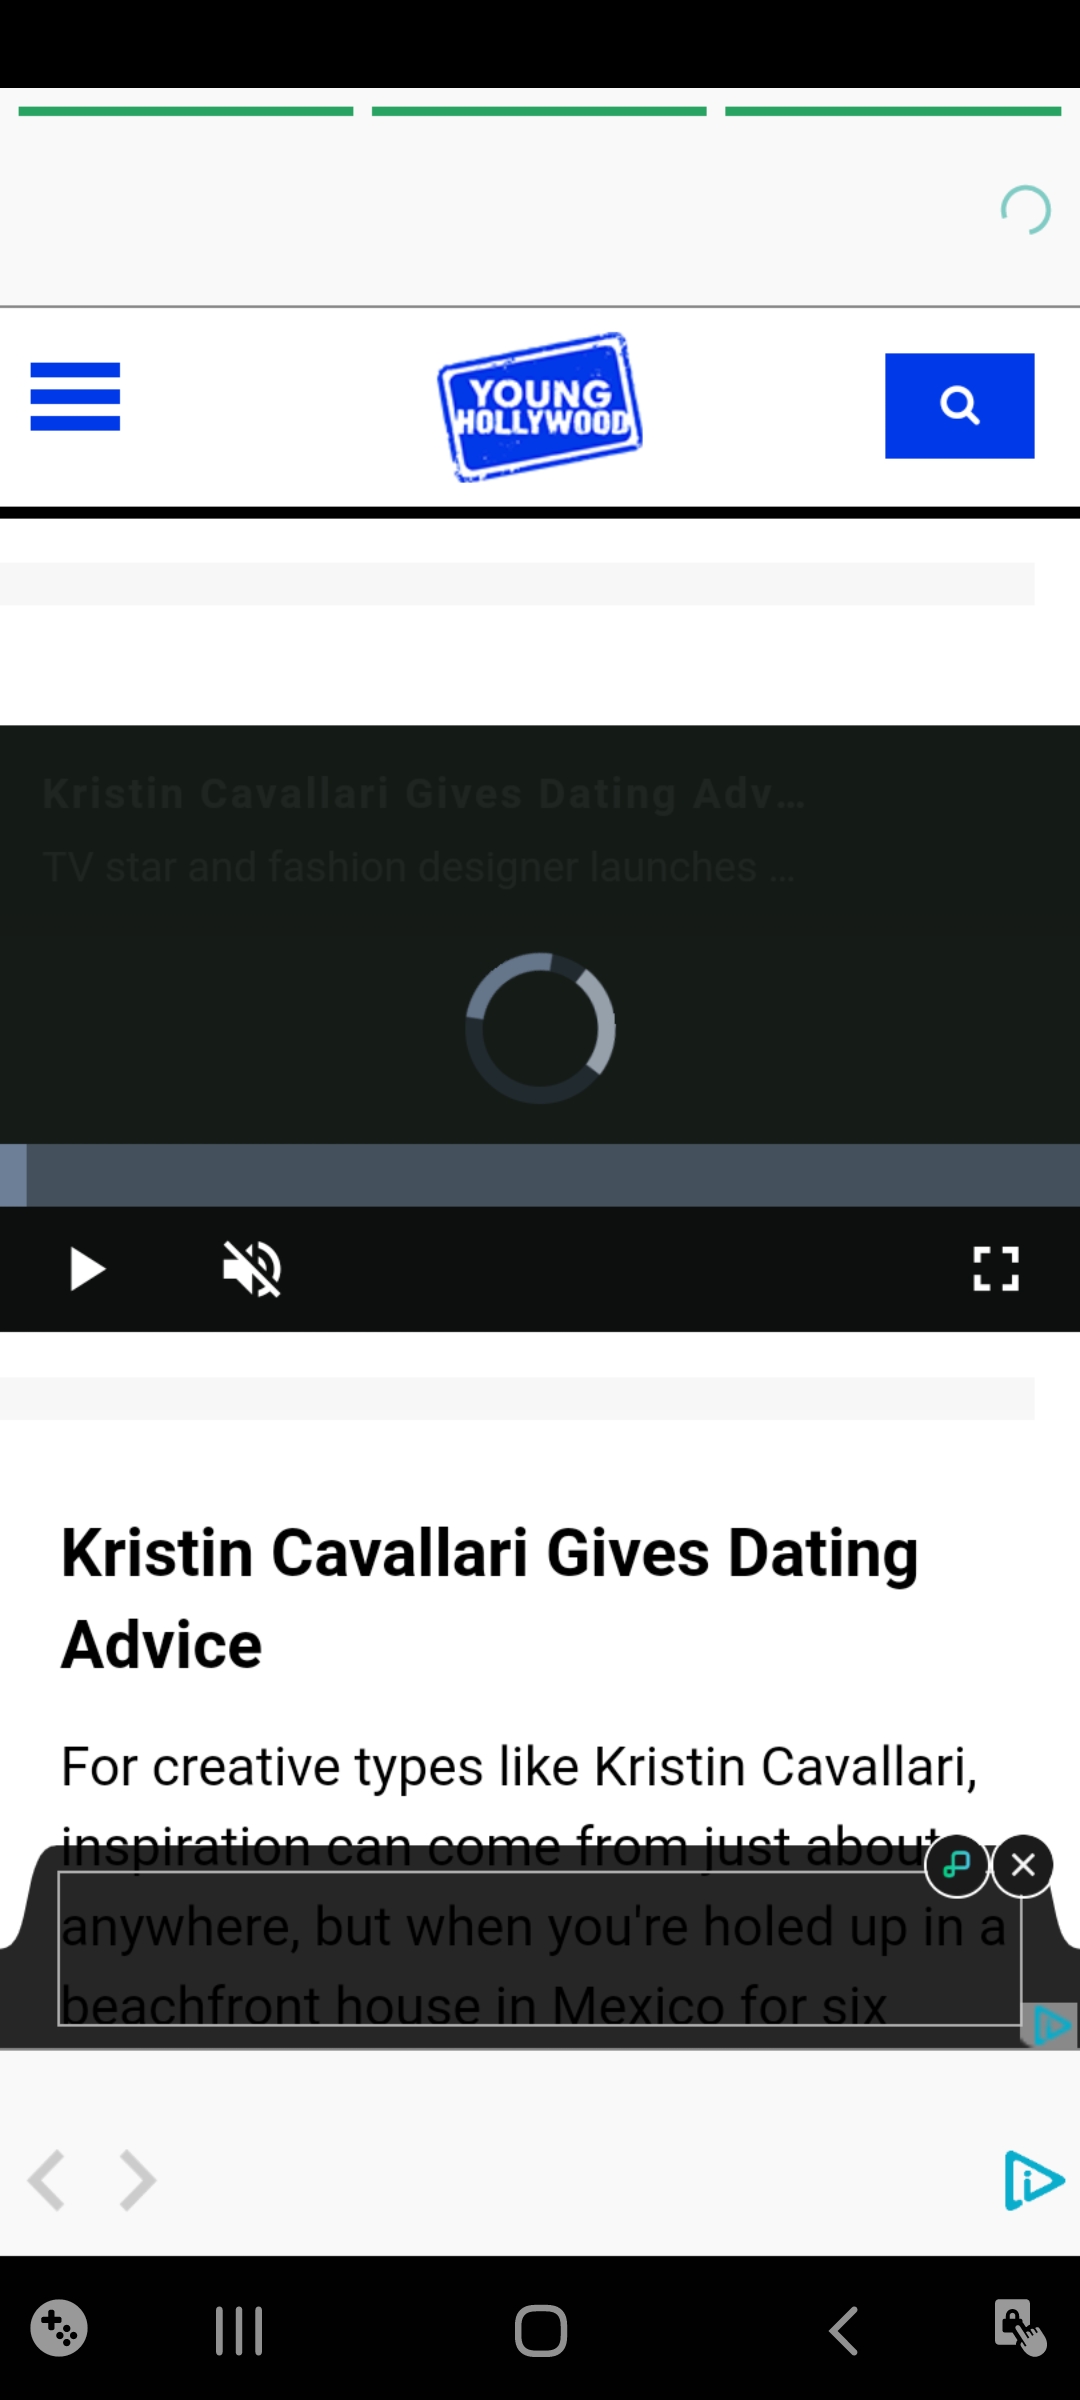 YOUNG
HOLLYWOOD
Kristin Cavallari Gives Dating Adv...
TV star and fashion designer launches ...
Kristin Cavallari Gives Dating
Advice
For creative types like Kristin Cavallari,
inspiration can come from just about
anywhere, but when you're holed up in a
beachfront house in Mexico for six